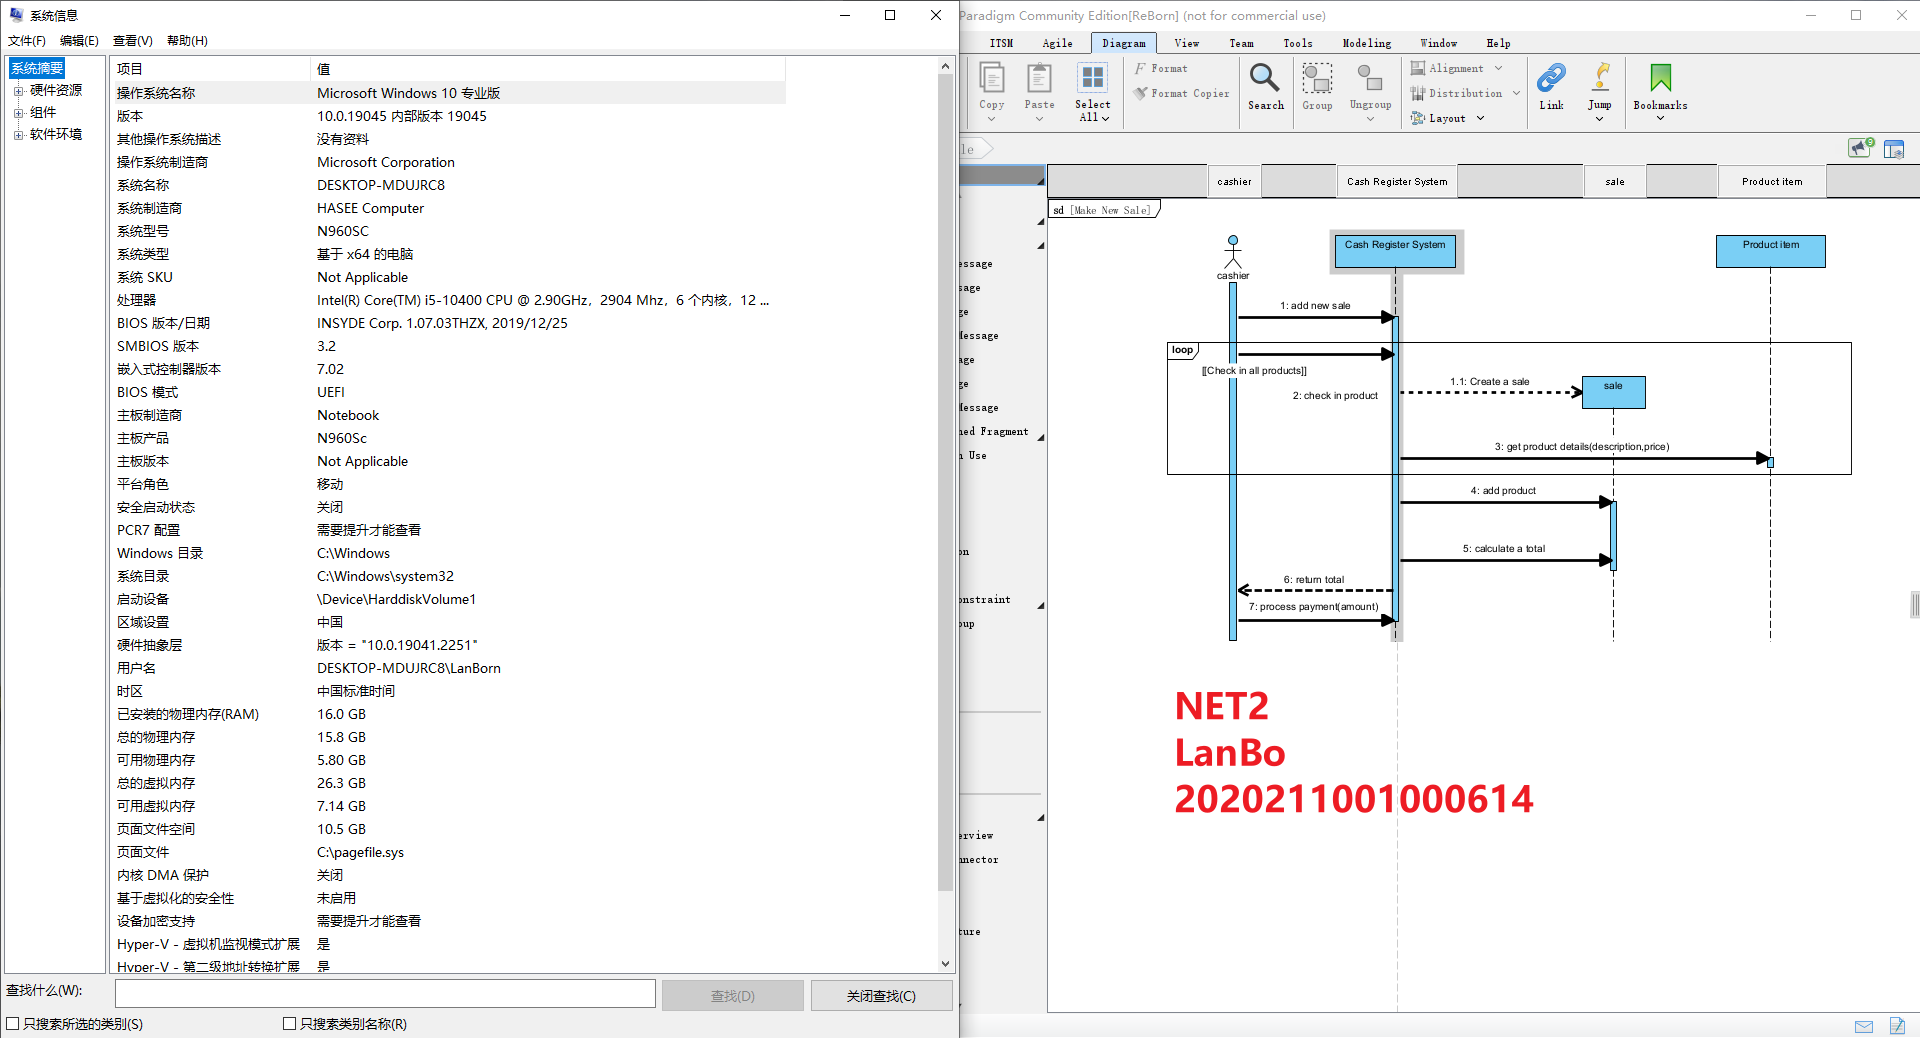 系统信息
文件(F) 编辑(E) 查看(V) 帮助(H)
系统摘要
硬件资源
组件
软件环境
项目 值
操作系统名称 Microsoft Windows 10 专业版
版本 10.0.19045 内部版本 19045
其他操作系统描述 没有资料
操作系统制造商 Microsoft Corporation
系统名称 DESKTOP-MDUJRC8
系统制造商 HASEE Computer
系统型号 N960SC
系统类型 基于 x64 的电脑
系统 SKU Not Applicable
处理器 Intel(R) Core(TM) i5-10400 CPU @ 2.90GHz，2904 Mhz，6 个内核，12 ...
BIOS 版本/日期 INSYDE Corp. 1.07.03THZX, 2019/12/25
SMBIOS 版本 3.2
嵌入式控制器版本 7.02
BIOS 模式 UEFI
主板制造商 Notebook
主板产品 N960Sc
主板版本 Not Applicable
平台角色 移动
安全启动状态 关闭
PCR7 配置 需要提升才能查看
Windows 目录 C:\Windows
系统目录 C:\Windows\system32
启动设备 \Device\HarddiskVolume1
区域设置 中国
硬件抽象层 版本 = "10.0.19041.2251"
用户名 DESKTOP-MDUJRC8\LanBorn
时区 中国标准时间
已安装的物理内存(RAM) 16.0 GB
总的物理内存 15.8 GB
可用物理内存 5.80 GB
总的虚拟内存 26.3 GB
可用虚拟内存 7.14 GB
页面文件空间 10.5 GB
页面文件 C:\pagefile.sys
内核 DMA 保护 关闭
基于虚拟化的安全性 未启用
设备加密支持 需要提升才能查看
Hyper-V - 虚拟机监视模式扩展 是
Hyper-V - 第二级地址转换扩展 是
查找什么(W): 查找(D) 关闭查找(C)
只搜索所选的类别(S) 只搜索类别名称(R)
Paradigm Community Edition[ReBorn] (not for commercial use)
ITSM Agile Diagram View Team Tools Modeling Window Help
Copy Paste Select All Format Format Copier Search Group Ungroup Alignment Distribution Layout Link Jump Bookmarks
le
9
cashier Cash Register System sale Product item
sd [Make New Sale]
essage
sage
ge
Message
age
ge
Message
ned Fragment
n Use
on
onstraint
oup
erview
nnector
ture
Cash Register System Product item
cashier
1: add new sale
loop
[[Check in all products]]
1.1: Create a sale
sale
2: check in product
3: get product details(description,price)
4: add product
5: calculate a total
6: return total
7: process payment(amount)
NET2
LanBo
2020211001000614